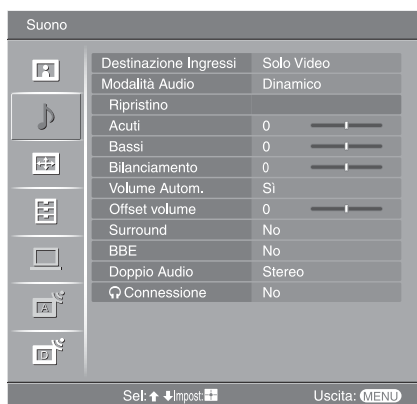 Suono
Destinazione Ingressi Solo Video
Modalità Audio Dinamico
Ripristino
Acuti 0
Bassi 0
Bilanciamento 0
Volume Autom. Sì
Offset volume 0
Surround No
BBE No
Doppio Audio Stereo
Connessione No
A
D
Sel: Impost: Uscita: MENU